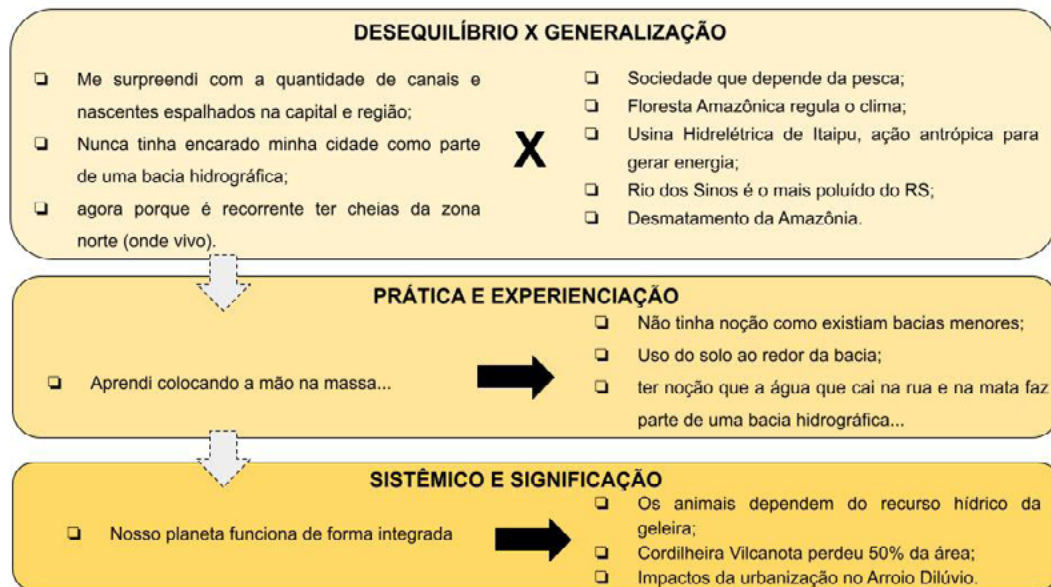 DESEQUILÍBRIO X GENERALIZAÇÃO
❏ Me surpreendi com a quantidade de canais e
nascentes espalhados na capital e região;
❏ Nunca tinha encarado minha cidade como parte
de uma bacia hidrográfica;
❏ agora porque é recorrente ter cheias da zona
norte (onde vivo).
X
❏ Sociedade que depende da pesca;
❏ Floresta Amazônica regula o clima;
❏ Usina Hidrelétrica de Itaipu, ação antrópica para
gerar energia;
❏ Rio dos Sinos é o mais poluído do RS;
❏ Desmatamento da Amazônia.
PRÁTICA E EXPERIENCIAÇÃO
❏ Aprendi colocando a mão na massa...
❏ Não tinha noção como existiam bacias menores;
❏ Uso do solo ao redor da bacia;
❏ ter noção que a água que cai na rua e na mata faz
parte de uma bacia hidrográfica...
SISTÊMICO E SIGNIFICAÇÃO
❏ Nosso planeta funciona de forma integrada
❏ Os animais dependem do recurso hídrico da
geleira;
❏ Cordilheira Vilcanota perdeu 50% da área;
❏ Impactos da urbanização no Arroio Dilúvio.